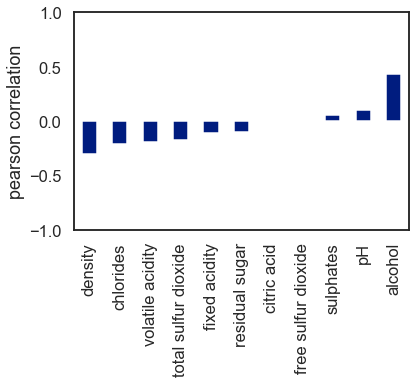 1.0
0.5
0.0
−0.5
−1.0
pearson correlation
density
chlorides
volatile acidity
total sulfur dioxide
fixed acidity
residual sugar
citric acid
free sulfur dioxide
sulphates
pH
alcohol